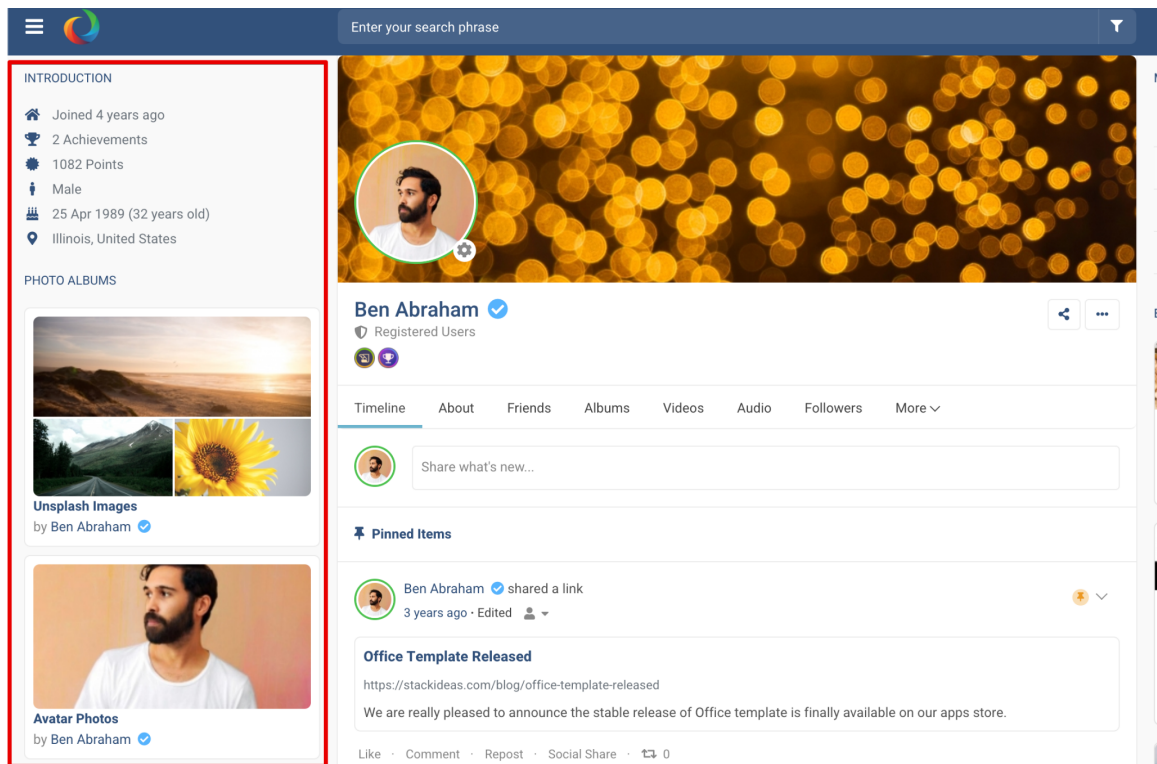 Enter your search phrase
INTRODUCTION
Joined 4 years ago
2 Achievements
1082 Points
Male
25 Apr 1989 (32 years old)
Illinois, United States
PHOTO ALBUMS
Unsplash Images
by Ben Abraham
Avatar Photos
by Ben Abraham
Ben Abraham
Registered Users
Timeline About Friends Albums Videos Audio Followers More
Share what's new...
Pinned Items
Ben Abraham shared a link
3 years ago · Edited
Office Template Released
https://stackideas.com/blog/office-template-released
We are really pleased to announce the stable release of Office template is finally available on our apps store.
Like · Comment · Repost · Social Share · 0